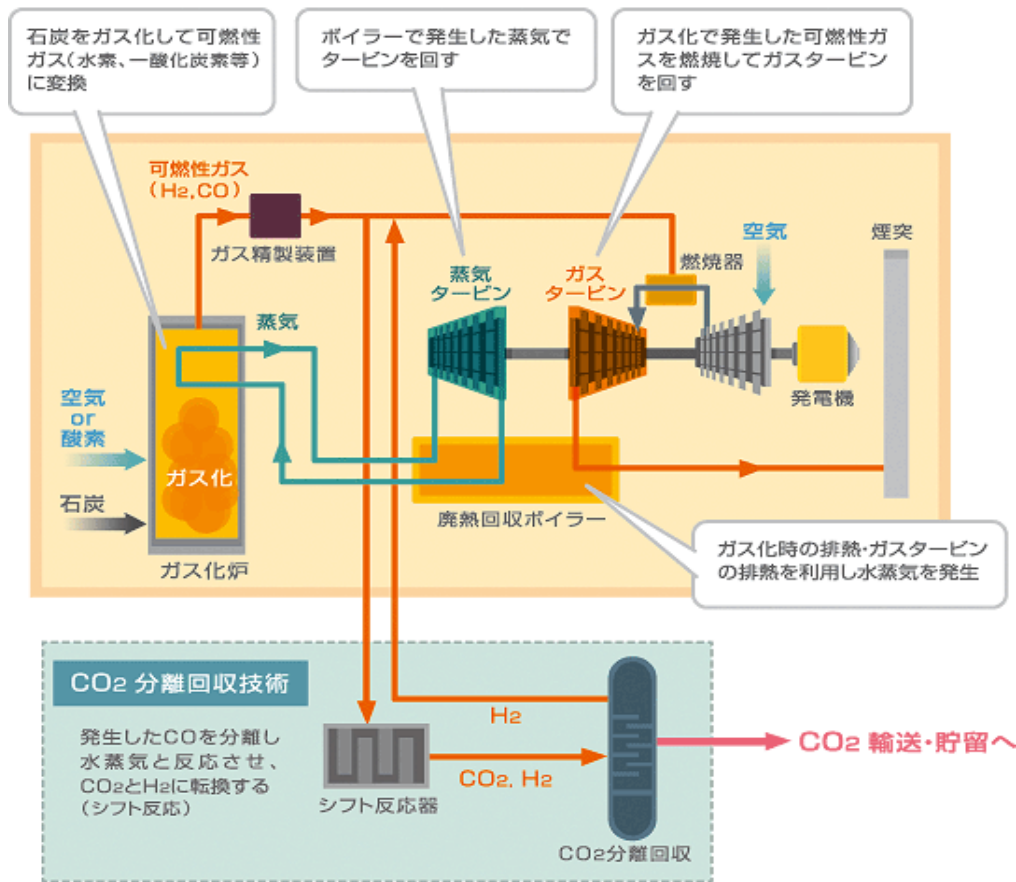 石炭をガス化して可燃性
ガス(水素、一酸化炭素等)
に変換
ボイラーで発生した蒸気で
タービンを回す
ガス化で発生した可燃性ガ
スを燃焼してガスタービン
を回す
可燃性ガス
(H2,CO)
ガス精製装置
蒸気
タービン
ガス
タービン
燃焼器
空気
煙突
蒸気
発電機
空気
or
酸素
ガス化
石炭
ガス化炉
廃熱回収ボイラー
ガス化時の排熱・ガスタービン
の排熱を利用し水蒸気を発生
CO2 分離回収技術
発生したCOを分離し
水蒸気と反応させ、
CO2とH2に転換する
(シフト反応)
H2
CO2, H2
シフト反応器
CO2分離回収
CO2 輸送・貯留へ